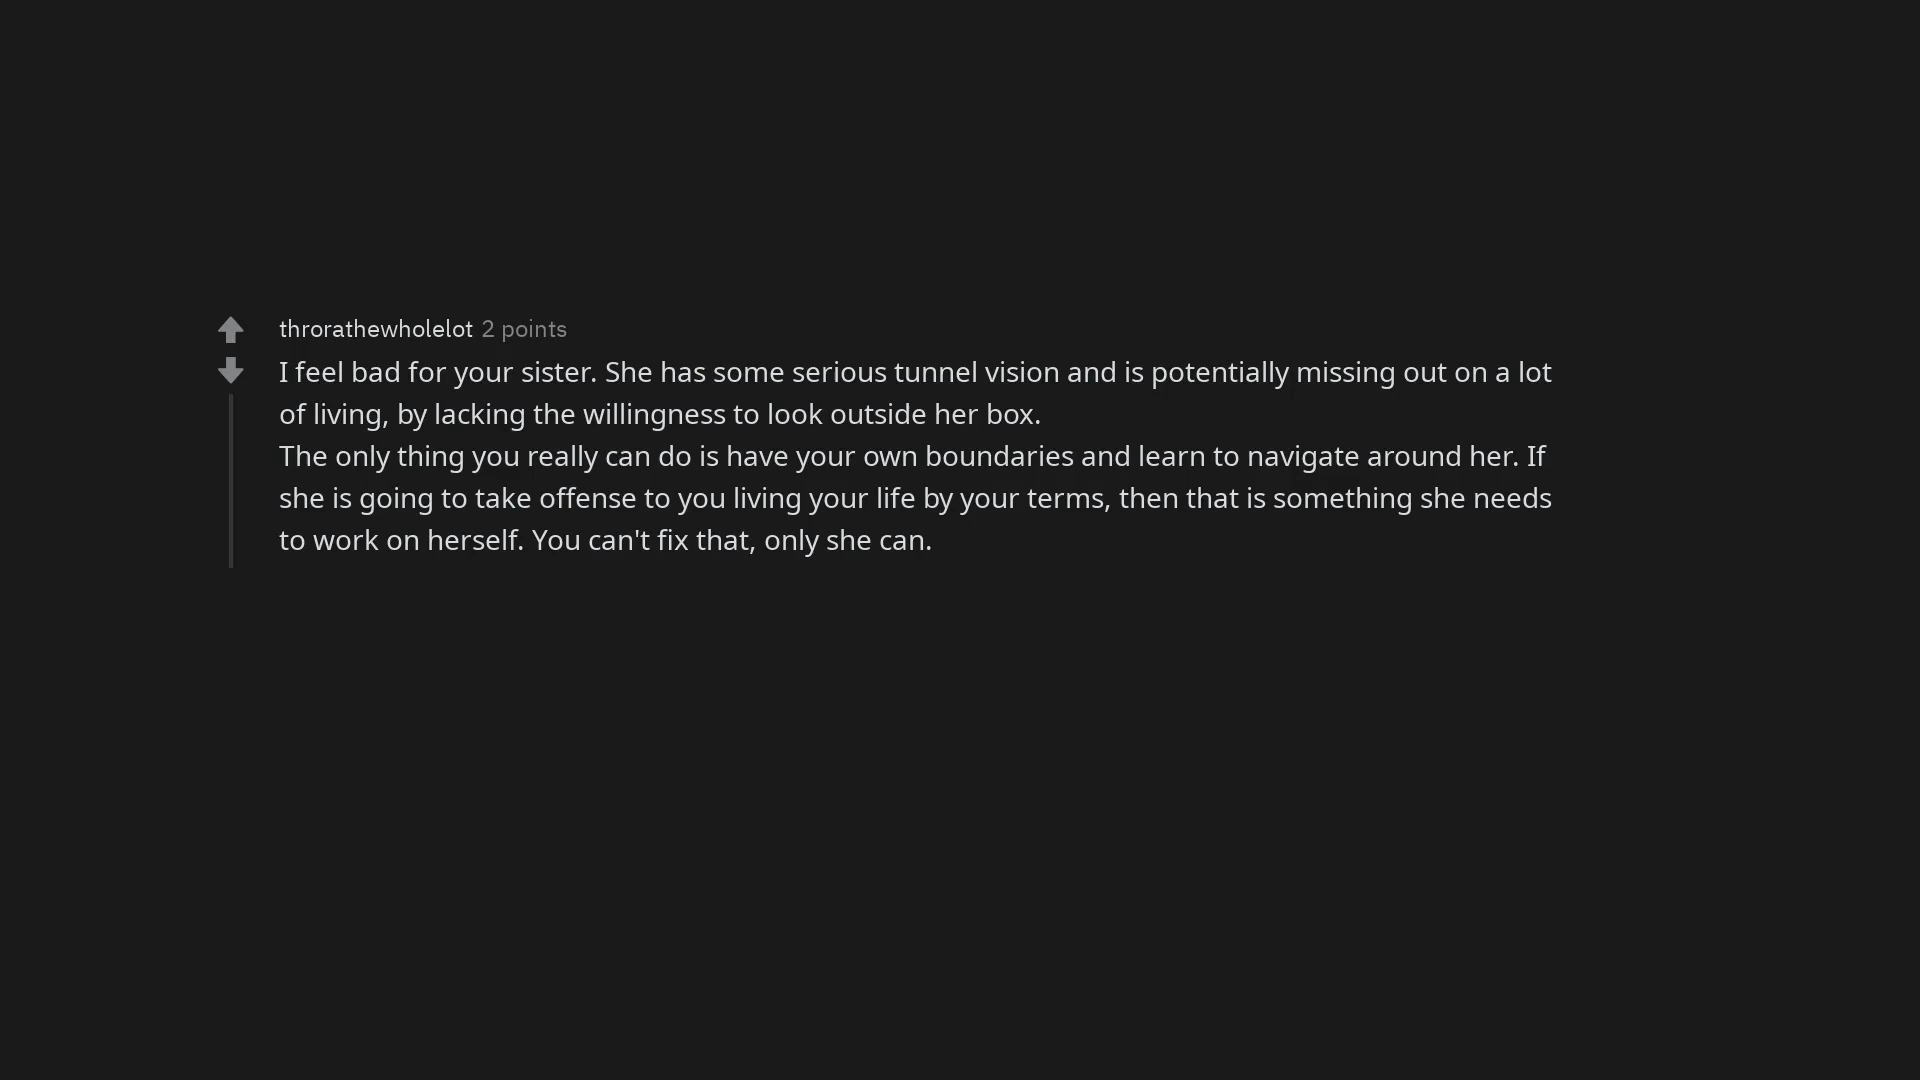 throrathewholelot 2 points
I feel bad for your sister. She has some serious tunnel vision and is potentially missing out on a lot
of living, by lacking the willingness to look outside her box.
The only thing you really can do is have your own boundaries and learn to navigate around her. If
she is going to take offense to you living your life by your terms, then that is something she needs
to work on herself. You can't fix that, only she can.